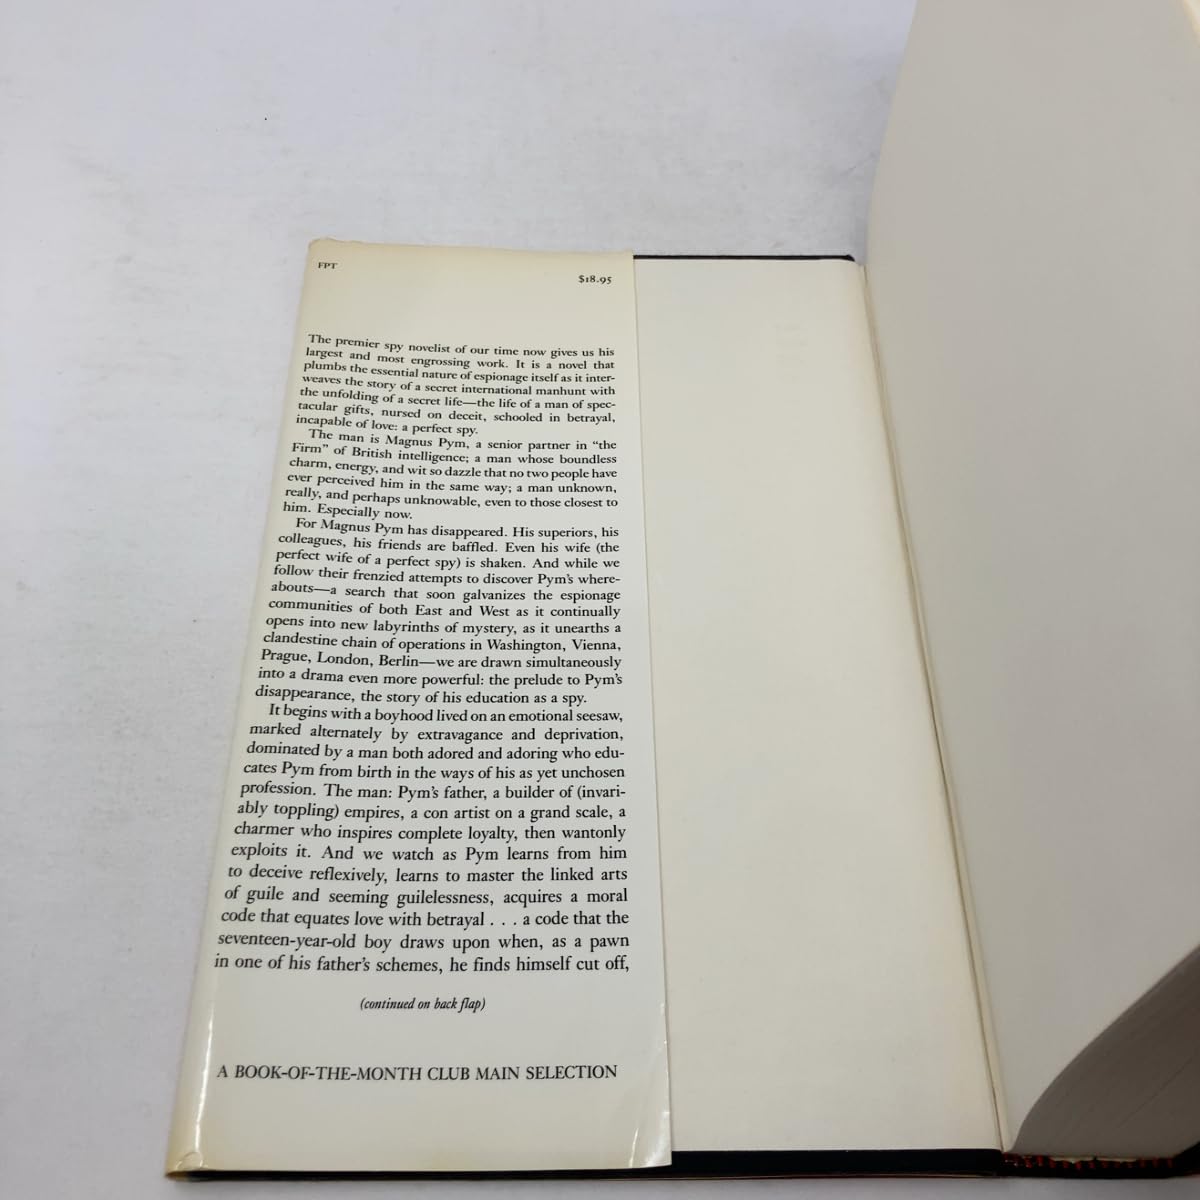 FPT
$18.95
The premier spy novelist of our time now gives us his
largest and most engrossing work. It is a novel that
plumbs the essential nature of espionage itself as it inter-
weaves the story of a secret international manhunt with
the unfolding of a secret life—the life of a man of spec-
tacular gifts, nursed on deceit, schooled in betrayal,
incapable of love: a perfect spy.
The man is Magnus Pym, a senior partner in “the
Firm” of British intelligence; a man whose boundless
charm, energy, and wit so dazzle that no two people have
ever perceived him in the same way; a man unknown,
really, and perhaps unknowable, even to those closest to
him. Especially now.
For Magnus Pym has disappeared. His superiors, his
colleagues, his friends are baffled. Even his wife (the
perfect wife of a perfect spy) is shaken. And while we
follow their frenzied attempts to discover Pym’s where-
abouts—a search that soon galvanizes the espionage
communities of both East and West as it continually
opens into new labyrinths of mystery, as it unearths a
clandestine chain of operations in Washington, Vienna,
Prague, London, Berlin—we are drawn simultaneously
into a drama even more powerful: the prelude to Pym’s
disappearance, the story of his education as a spy.
It begins with a boyhood lived on an emotional seesaw,
marked alternately by extravagance and deprivation,
dominated by a man both adored and adoring who edu-
cates Pym from birth in the ways of his as yet unchosen
profession. The man: Pym’s father, a builder of (invari-
ably toppling) empires, a con artist on a grand scale, a
charmer who inspires complete loyalty, then wantonly
exploits it. And we watch as Pym learns from him
to deceive reflexively, learns to master the linked arts
of guile and seeming guilelessness, acquires a moral
code that equates love with betrayal . . . a code that the
seventeen-year-old boy draws upon when, as a pawn
in one of his father’s schemes, he finds himself cut off,
(continued on back flap)
A BOOK-OF-THE-MONTH CLUB MAIN SELECTION